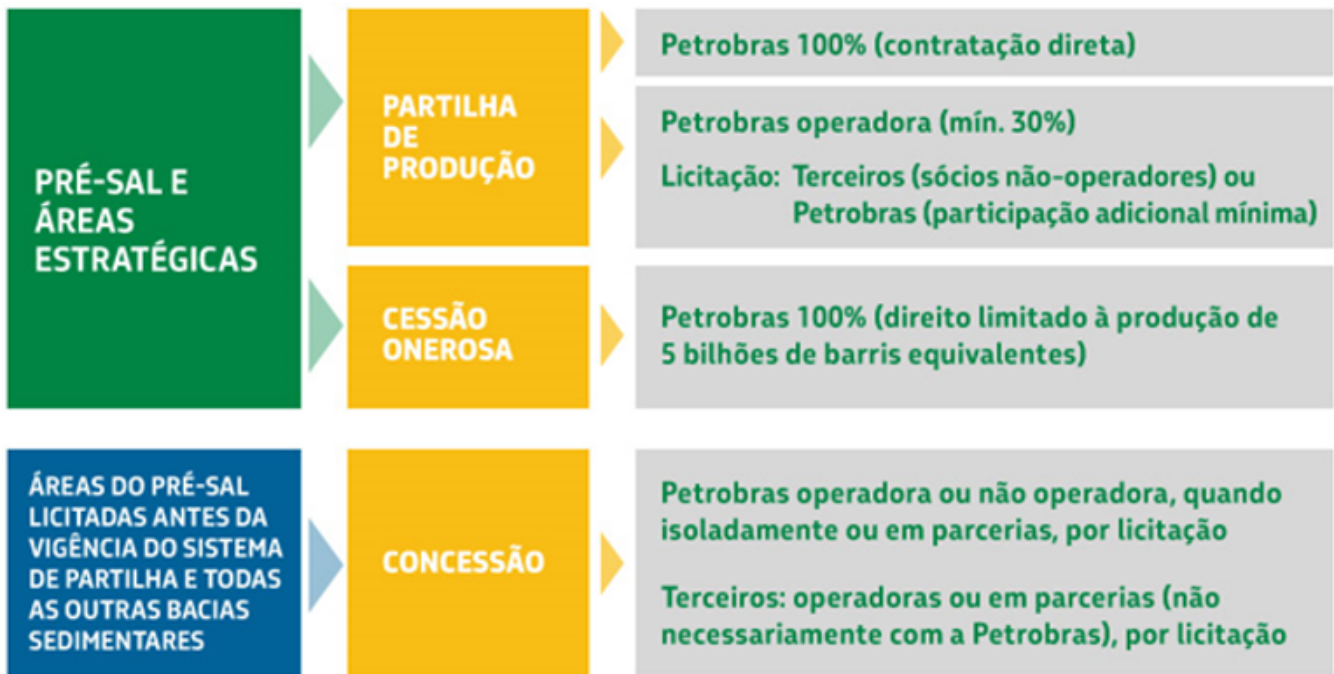 PRÉ-SAL E
ÁREAS
ESTRATÉGICAS
PARTILHA
DE
PRODUÇÃO
Petrobras 100% (contratação direta)
Petrobras operadora (mín. 30%)
Licitação: Terceiros (sócios não-operadores) ou
Petrobras (participação adicional mínima)
CESSÃO
ONEROSA
Petrobras 100% (direito limitado à produção de
5 bilhões de barris equivalentes)
ÁREAS DO PRÉ-SAL
LICITADAS ANTES DA
VIGÊNCIA DO SISTEMA
DE PARTILHA E TODAS
AS OUTRAS BACIAS
SEDIMENTARES
CONCESSÃO
Petrobras operadora ou não operadora, quando
isoladamente ou em parcerias, por licitação
Terceiros: operadoras ou em parcerias (não
necessariamente com a Petrobras), por licitação